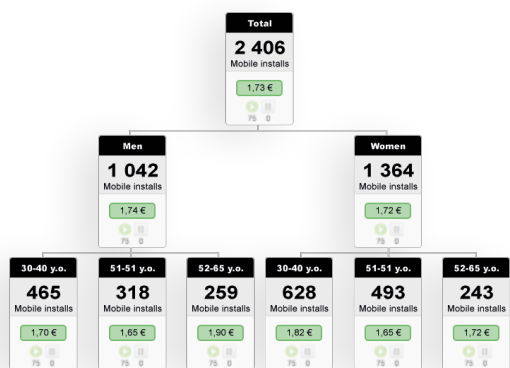 Total
2 406
Mobile installs
1,73 €
75 0
Men
1 042
Mobile installs
1,74 €
75 0
Women
1 364
Mobile installs
1,72 €
75 0
30-40 y.o.
465
Mobile installs
1,70 €
75 0
51-51 y.o.
318
Mobile installs
1,65 €
75 0
52-65 y.o.
259
Mobile installs
1,90 €
75 0
30-40 y.o.
628
Mobile installs
1,82 €
75 0
51-51 y.o.
493
Mobile installs
1,65 €
75 0
52-65 y.o.
243
Mobile installs
1,72 €
75 0